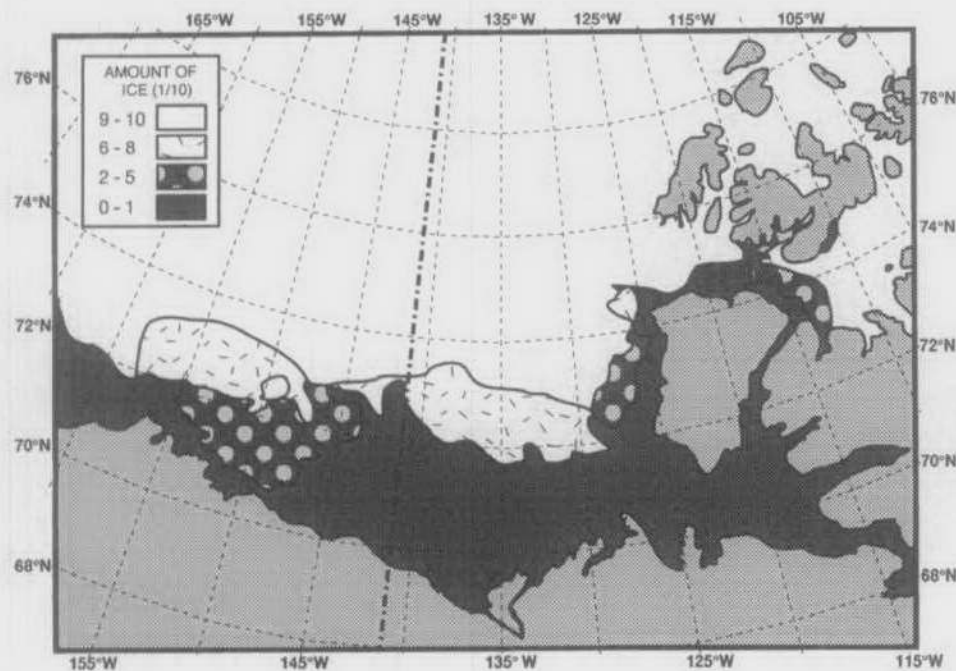 165°W 155°W 145°W 135°W 125°W 115°W 105°W
AMOUNT OF
ICE (1/10)
9 - 10
6 - 8
2 - 5
0 - 1
76°N
74°N
72°N
70°N
68°N
76°N
74°N
72°N
70°N
68°N
155°W 145°W 135°W 125°W 115°W